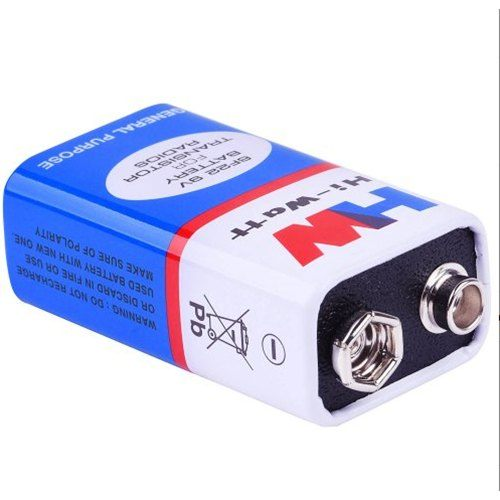 GENERAL PURPOSE
6F22 9V
BATTERY
FOR
TRANSISTOR
RADIOS
HW
Hi-Watt
WARNING : DO NOT RECHARGE
OR DISCARD IN FIRE OR USE
USED BATTERY WITH NEW ONE.
MAKE SURE OF POLARITY
Pb